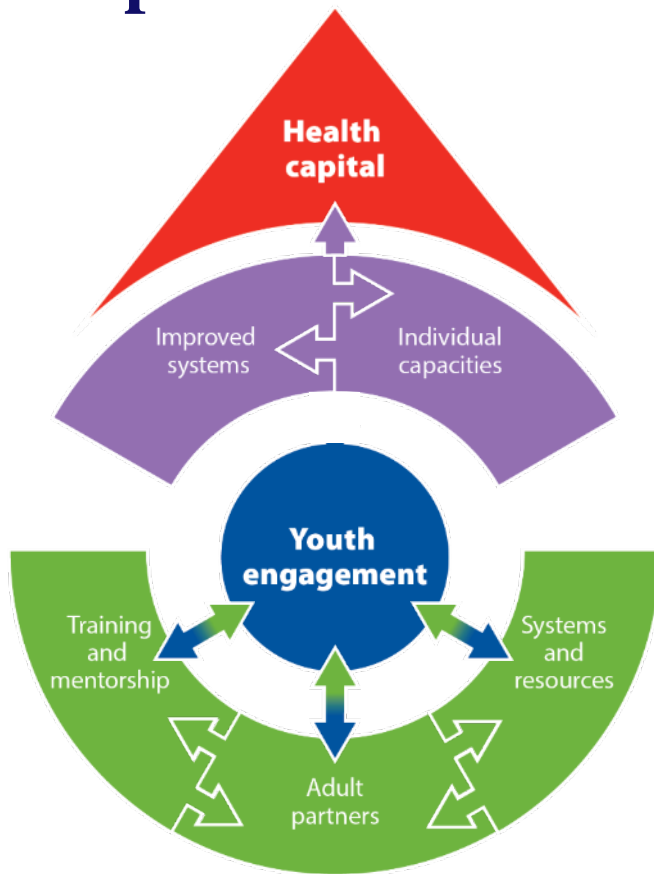 Health
capital
Improved
systems
Individual
capacities
Youth
engagement
Training
and
mentorship
Systems
and
resources
Adult
partners